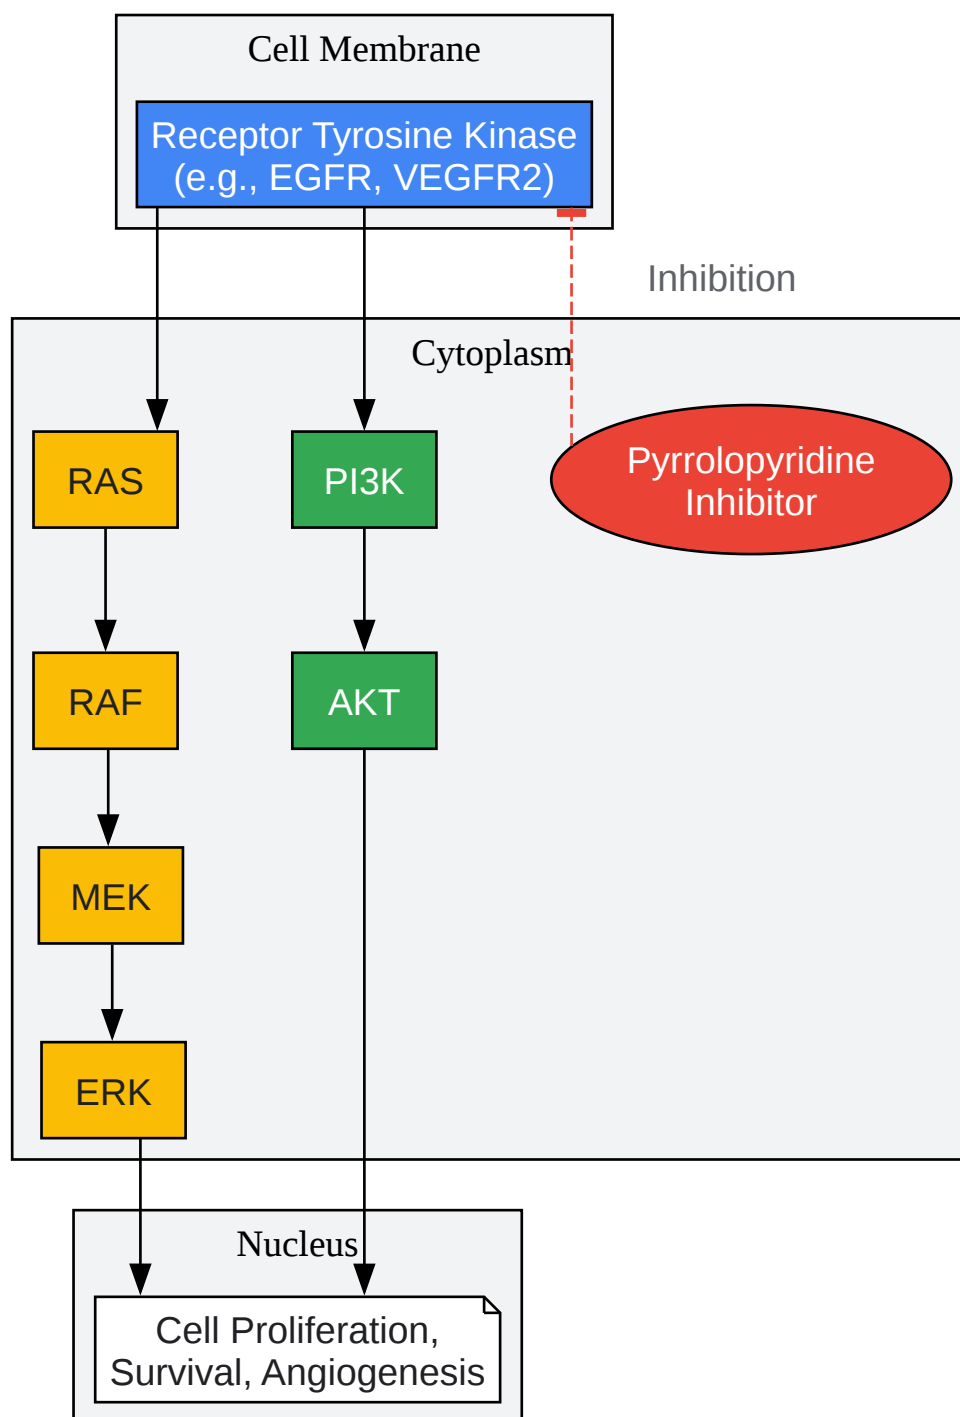 Cell Membrane
Receptor Tyrosine Kinase
(e.g., EGFR, VEGFR2)
Inhibition
Cytoplasm
RAS
PI3K
Pyrrolopyridine
Inhibitor
RAF
AKT
MEK
ERK
Nucleus
Cell Proliferation,
Survival, Angiogenesis